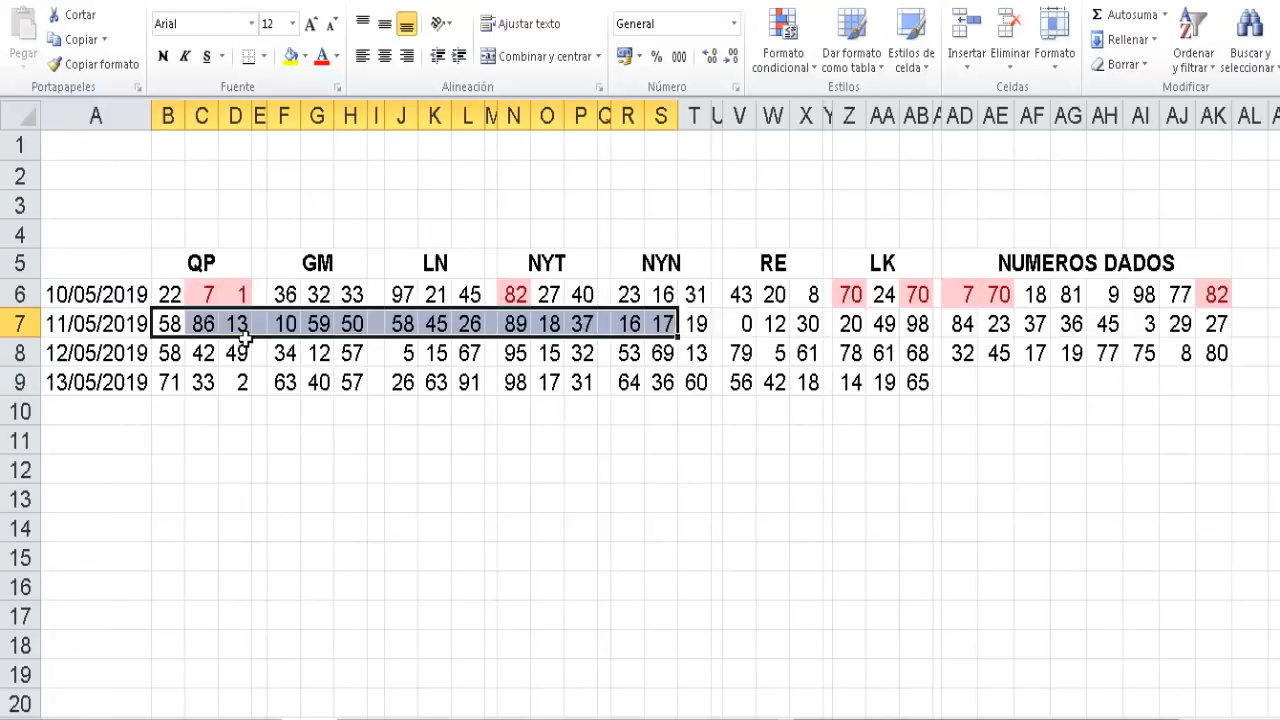 Cortar
Arial 12
Ajustar texto
General
Autosuma
Copiar
Rellenar
Pegar
Copiar formato
N K S
Combinar y centrar
% 000
Formato condicional
Dar formato como tabla
Estilos de celda
Insertar Eliminar Formato
Borrar
Ordenar y filtrar
Buscar y seleccionar
Portapapeles Fuente Alineación Número Estilos Celdas Modificar
A B C D E F G H I J K L M N O P Q R S T U V W X Y Z AA AB A AD AE AF AG AH AI AJ AK AL
1
2
3
4
5 QP GM LN NYT NYN RE LK NUMEROS DADOS
6 10/05/2019 22 7 1 36 32 33 97 21 45 82 27 40 23 16 31 43 20 8 70 24 70 7 70 18 81 9 98 77 82
7 11/05/2019 58 86 13 10 59 50 58 45 26 89 18 37 16 17 19 0 12 30 20 49 98 84 23 37 36 45 3 29 27
8 12/05/2019 58 42 49 34 12 57 5 15 67 95 15 32 53 69 13 79 5 61 78 61 68 32 45 17 19 77 75 8 80
9 13/05/2019 71 33 2 63 40 57 26 63 91 98 17 31 64 36 60 56 42 18 14 19 65
10
11
12
13
14
15
16
17
18
19
20